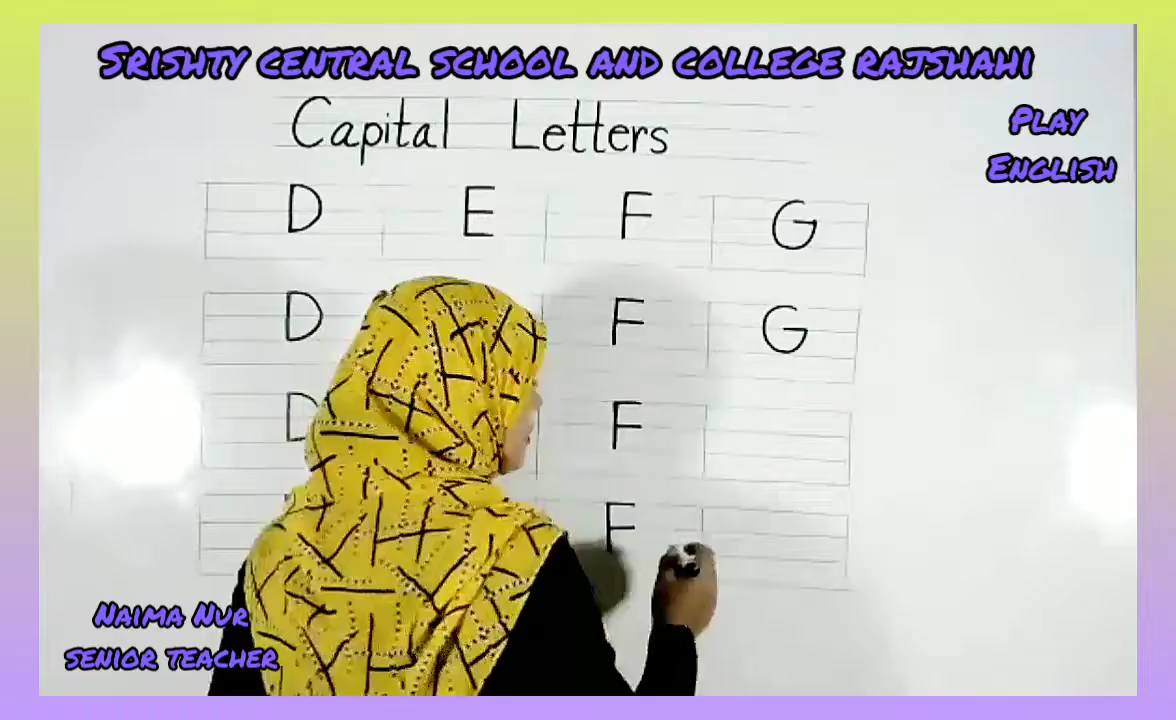 SRISHTY CENTRAL SCHOOL AND COLLEGE RAJSHAHI
PLAY
ENGLISH
Capital Letters
D E F G
D F G
D F
F
NAIMA NUR
SENIOR TEACHER